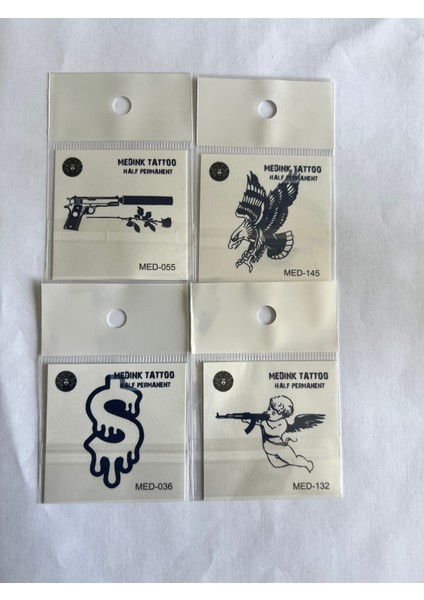 MEDINK TATTOO
HALF PERMANENT
MED-055
MEDINK TATTOO
HALF PERMANENT
MED-145
MEDINK TATTOO
HALF PERMANENT
MED-036
MEDINK TATTOO
HALF PERMANENT
MED-132